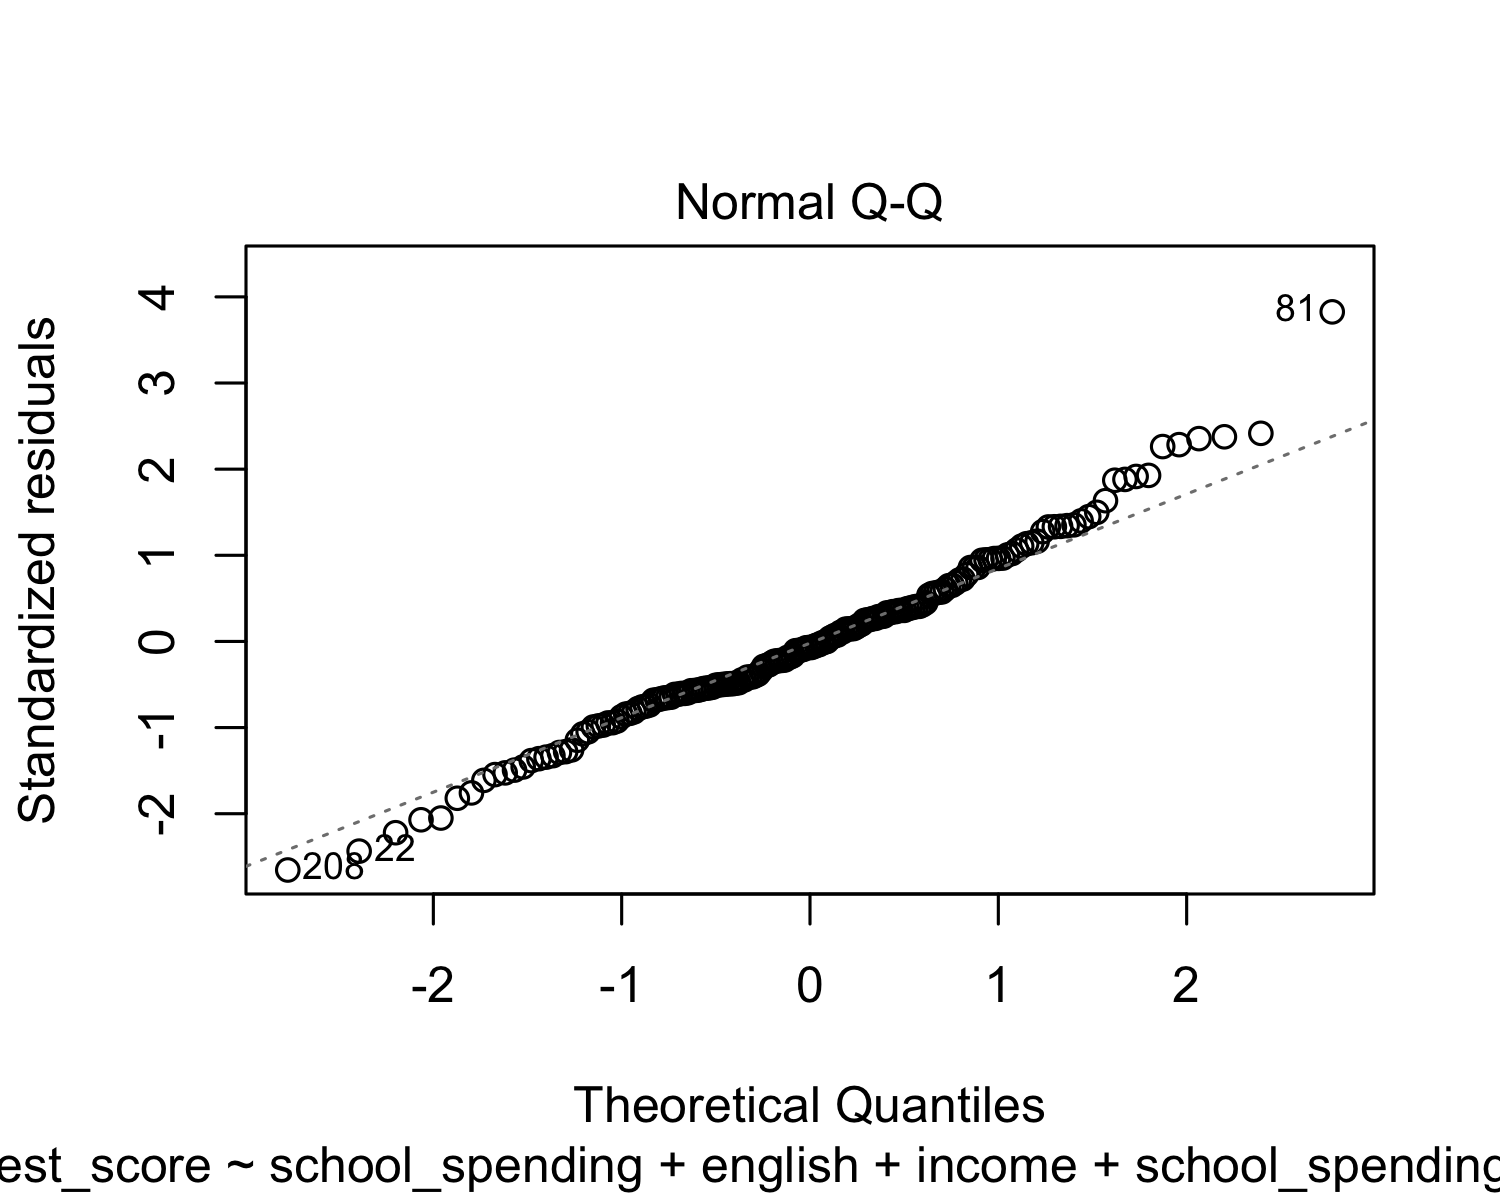 Normal Q-Q
Standardized residuals
4
3
2
1
0
-1
-2
81
22
208
-2 -1 0 1 2
Theoretical Quantiles
est_score ~ school_spending + english + income + school_spending